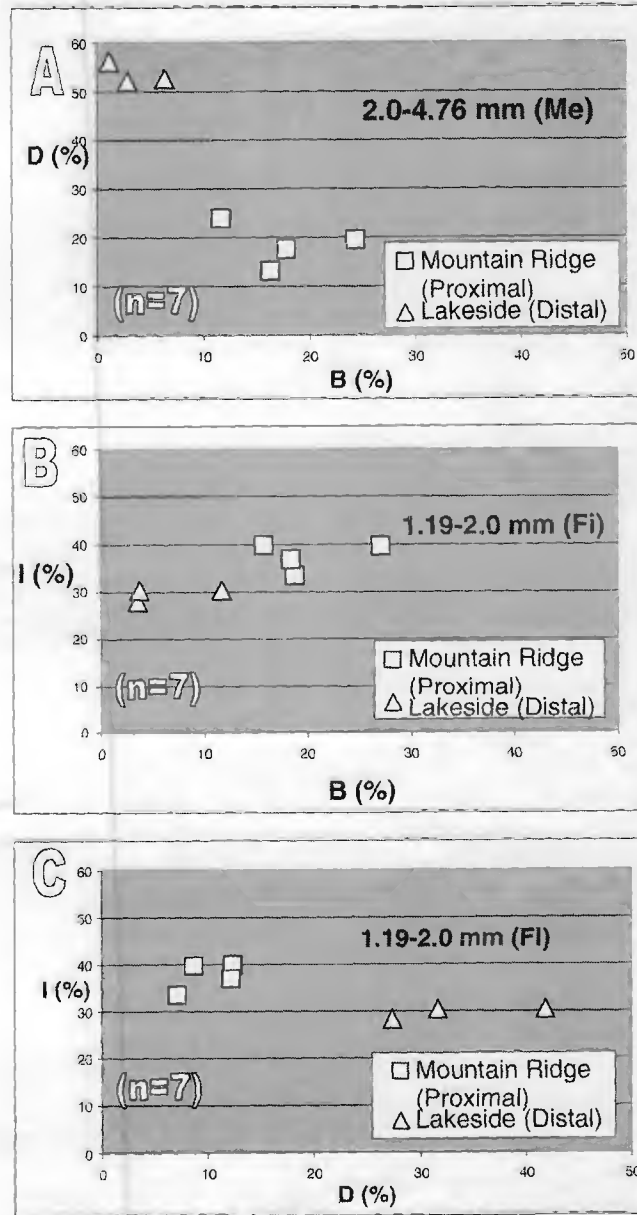 A
60
50
2.0-4.76 mm (Me)
40
D (%)
30
20
(n=7)
10
0
□ Mountain Ridge
(Proximal)
△ Lakeside (Distal)
0 10 20 30 40 50
B (%)
B
60
50
1.19-2.0 mm (Fi)
40
I (%)
30
20
(n=7)
10
0
□ Mountain Ridge
(Proximal)
△ Lakeside (Distal)
0 10 20 30 40 50
B (%)
C
60
50
1.19-2.0 mm (FI)
40
I (%)
30
20
(n=7)
10
0
□ Mountain Ridge
(Proximal)
△ Lakeside (Distal)
0 10 20 30 40 50
D (%)